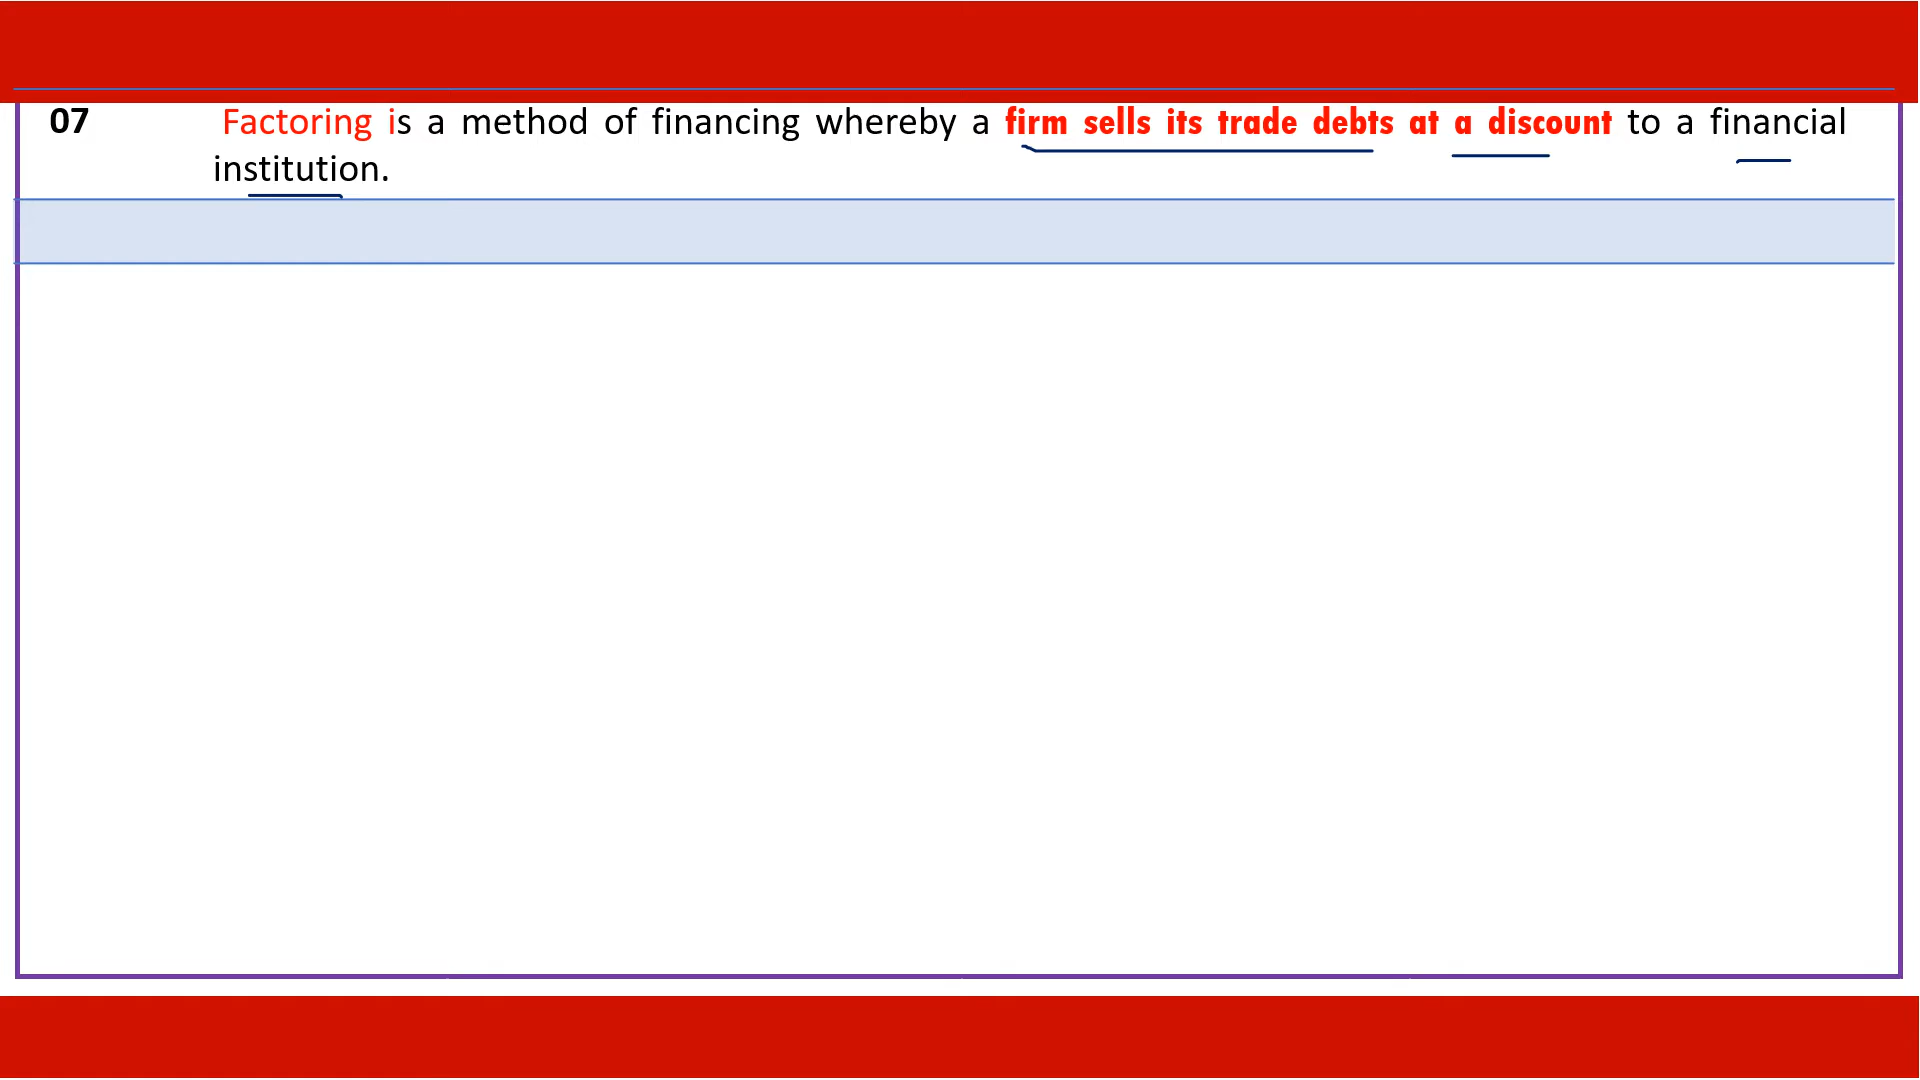 07 Factoring is a method of financing whereby a firm sells its trade debts at a discount to a financial
institution.